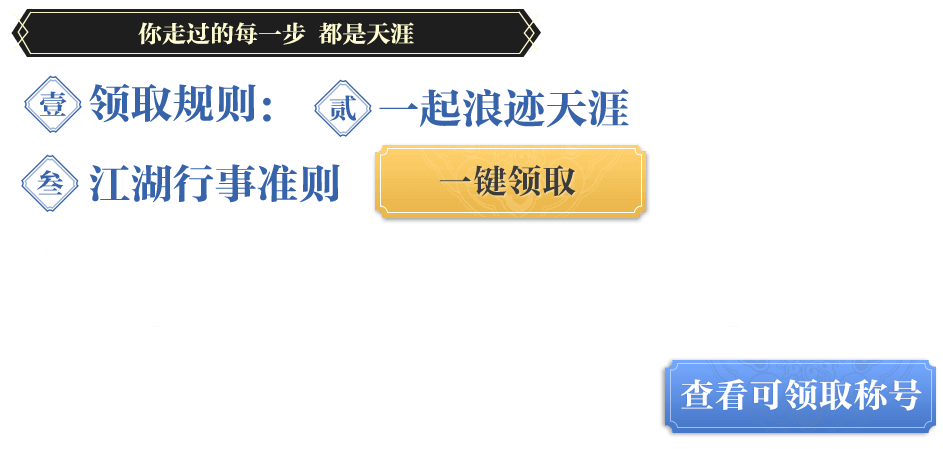 你走过的每一步 都是天涯
壹 领取规则：
贰 一起浪迹天涯
叁 江湖行事准则
一键领取
查看可领取称号